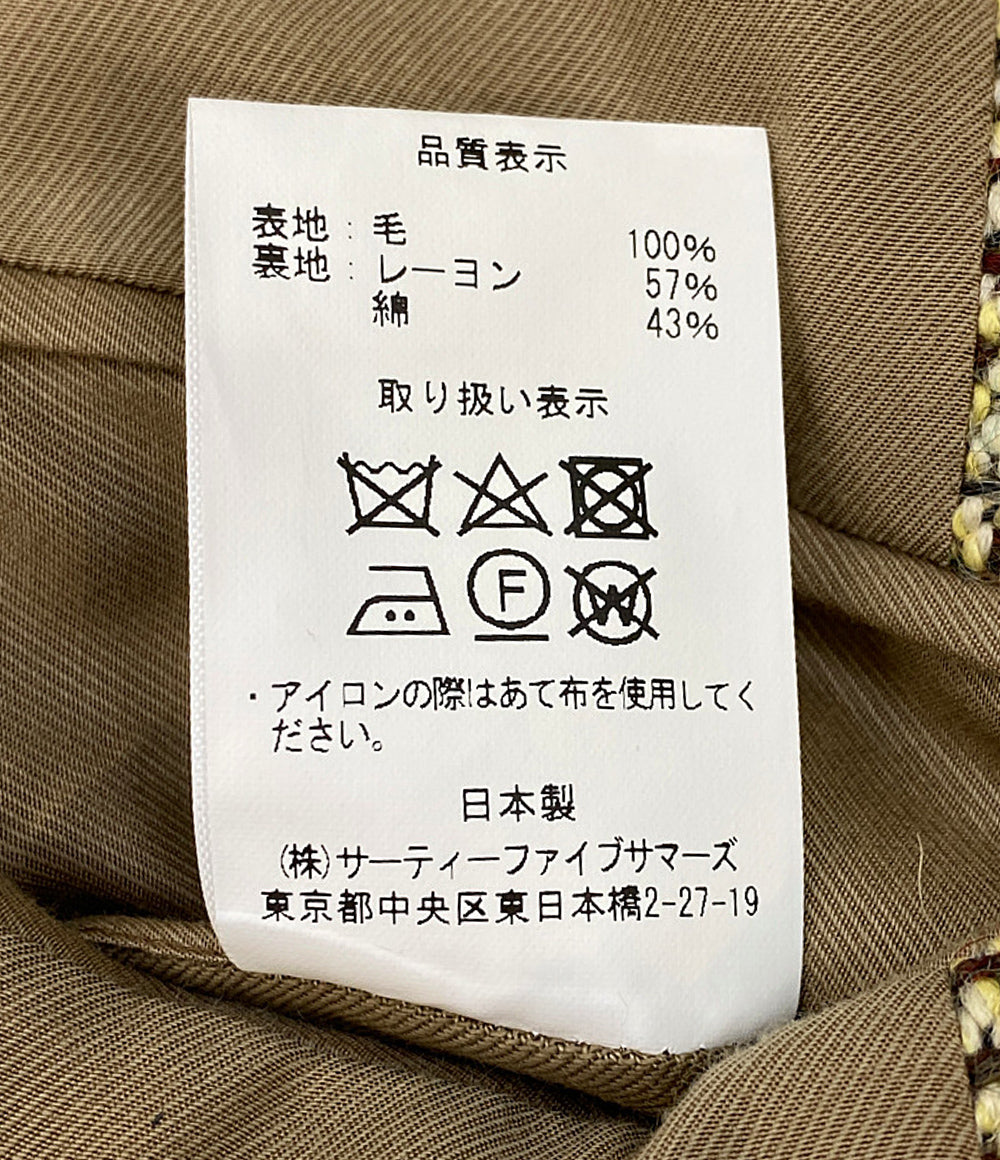 品質表示
表地：毛 100%
裏地：レーヨン 57%
綿 43%
取り扱い表示
F
W
・アイロンの際はあて布を使用してく
ださい。
日本製
(株)サーティーファイブサマーズ
東京都中央区東日本橋2-27-19